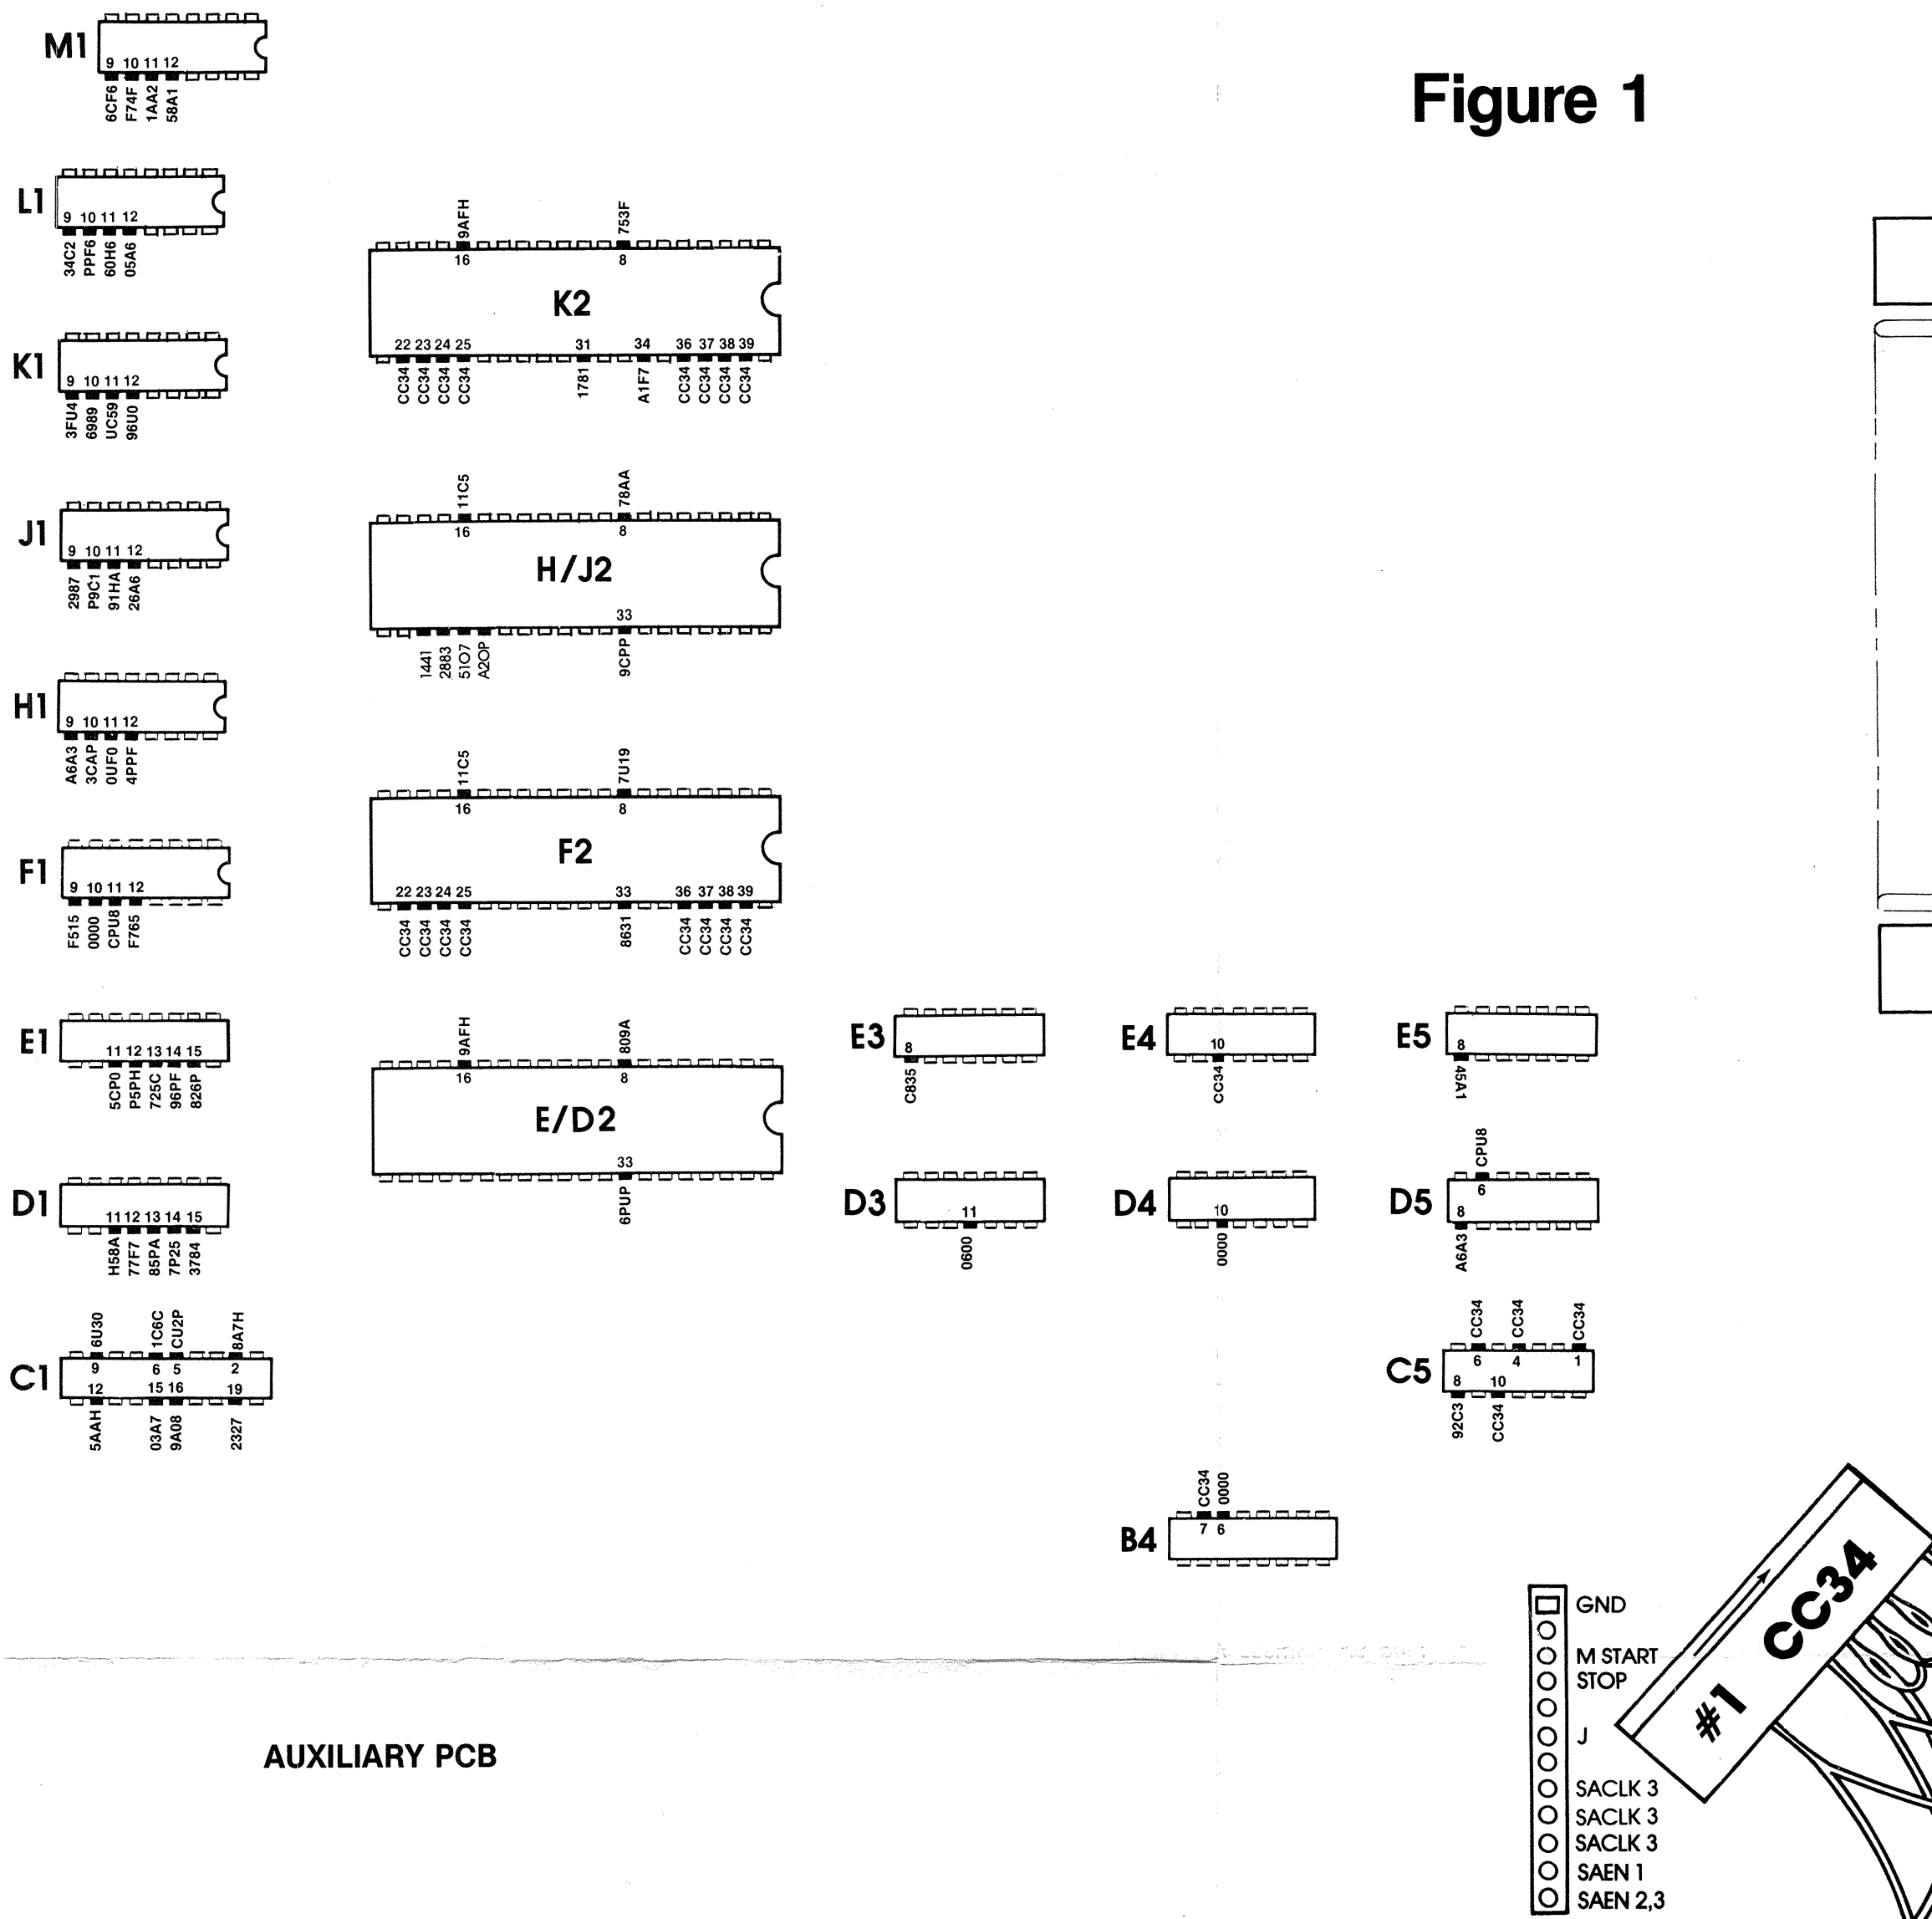 Figure 1
M1
9 10 11 12
6CF6 F74F 1AA2 58A1
L1
9 10 11 12
34C2 PPF6 60H6 05A6
K1
9 10 11 12
3FU4 6989 UC59 96U0
J1
9 10 11 12
2987 P9C1 91HA 26A6
H1
9 10 11 12
A6A3 3CAP 0UF0 4PPF
F1
9 10 11 12
F515 0000 CPU8 F765
E1
11 12 13 14 15
5CP0 P5PH 725C 96PF 826P
D1
11 12 13 14 15
H58A 77F7 85PA 7P25 3784
6U30 1C6C CU2P 8A7H
C1
9 6 5 2
12 15 16 19
5AAH 03A7 9A08 2327
9AFH 753F
16 8
K2
22 23 24 25 31 34 36 37 38 39
CC34 CC34 CC34 CC34 1781 A1F7 CC34 CC34 CC34 CC34
11C5 78AA
16 8
H/J2
33
1441 2883 51O7 A2OP 9CPP
11C5 7U19
16 8
F2
22 23 24 25 33 36 37 38 39
CC34 CC34 CC34 CC34 8631 CC34 CC34 CC34 CC34
9AFH 809A
16 8
E/D2
33
6PUP
E3
8
C835
E4
10
CC34
E5
8
45A1
D3
11
0600
D4
10
0000
CPU8
D5
6
8
A6A3
CC34 CC34 CC34
C5
6 4 1
8 10
92C3 CC34
CC34 0000
B4
7 6
GND
M START
STOP
J
SACLK 3
SACLK 3
SACLK 3
SAEN 1
SAEN 2,3
#1 CC34
AUXILIARY PCB